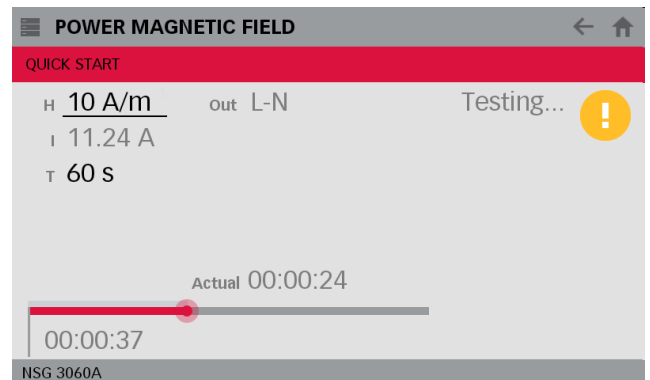 POWER MAGNETIC FIELD
QUICK START
H 10 A/m out L-N Testing... !
I 11.24 A
T 60 s
Actual 00:00:24
00:00:37
NSG 3060A